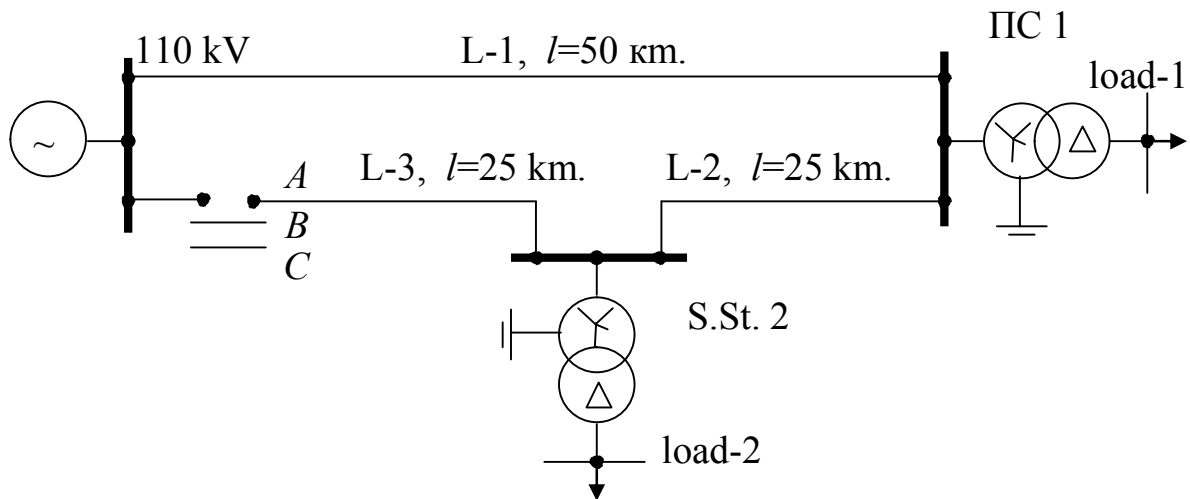 110 kV
L-1, l=50 км.
ПС 1
load-1
A
B
C
L-3, l=25 km.
L-2, l=25 km.
~
S.St. 2
load-2